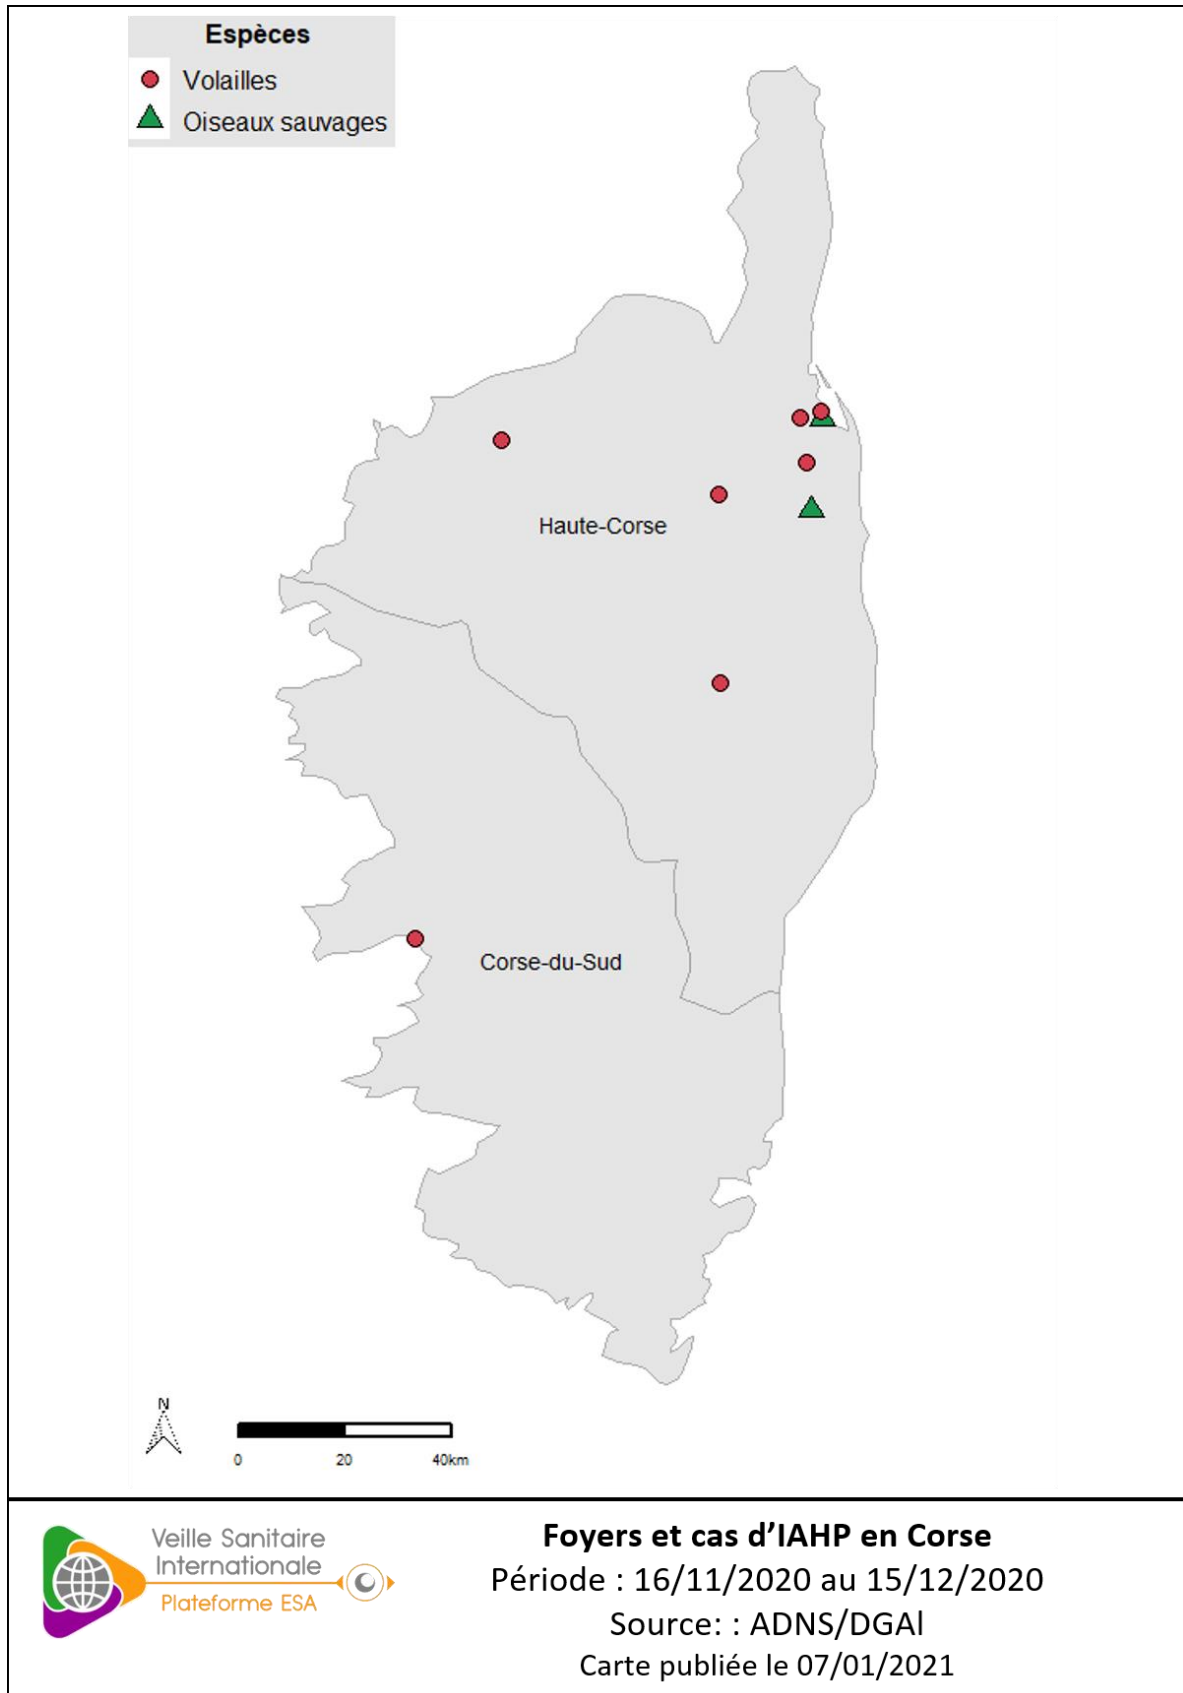 Espèces
Volailles
Oiseaux sauvages
Haute-Corse
Corse-du-Sud
N
0 20 40km
Veille Sanitaire
Internationale
Plateforme ESA
Foyers et cas d’IAHP en Corse
Période : 16/11/2020 au 15/12/2020
Source: : ADNS/DGAl
Carte publiée le 07/01/2021